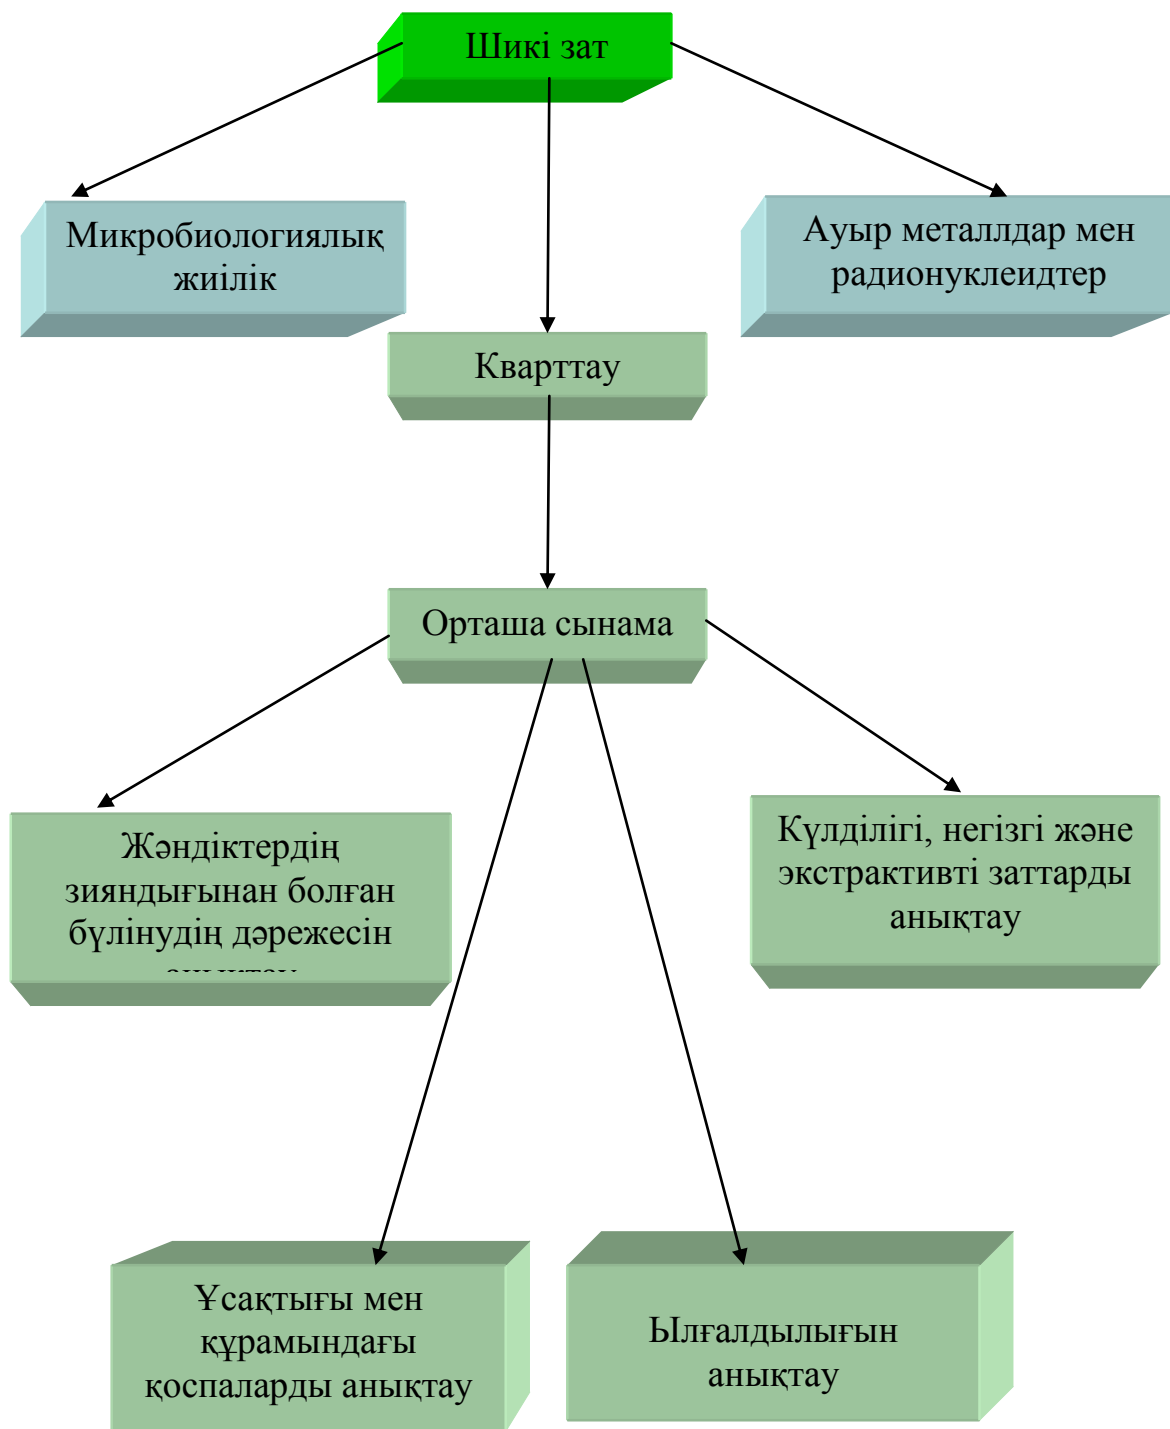 Шикі зат
Микробиологиялық
жиілік
Ауыр металлдар мен
радионуклеидтер
Кварттау
Орташа сынама
Жәндіктердің
зияндығынан болған
бүлінудің дәрежесін
Күлділігі, негізгі және
экстрактивті заттарды
анықтау
Ұсақтығы мен
құрамындағы
қоспаларды анықтау
Ылғалдылығын
анықтау